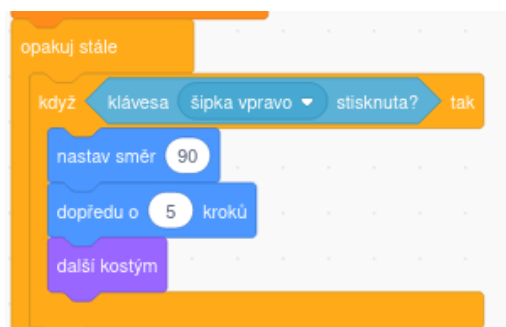 opakuj stále
když klávesa šipka vpravo stisknuta? tak
nastav směr 90
dopředu o 5 kroků
další kostým